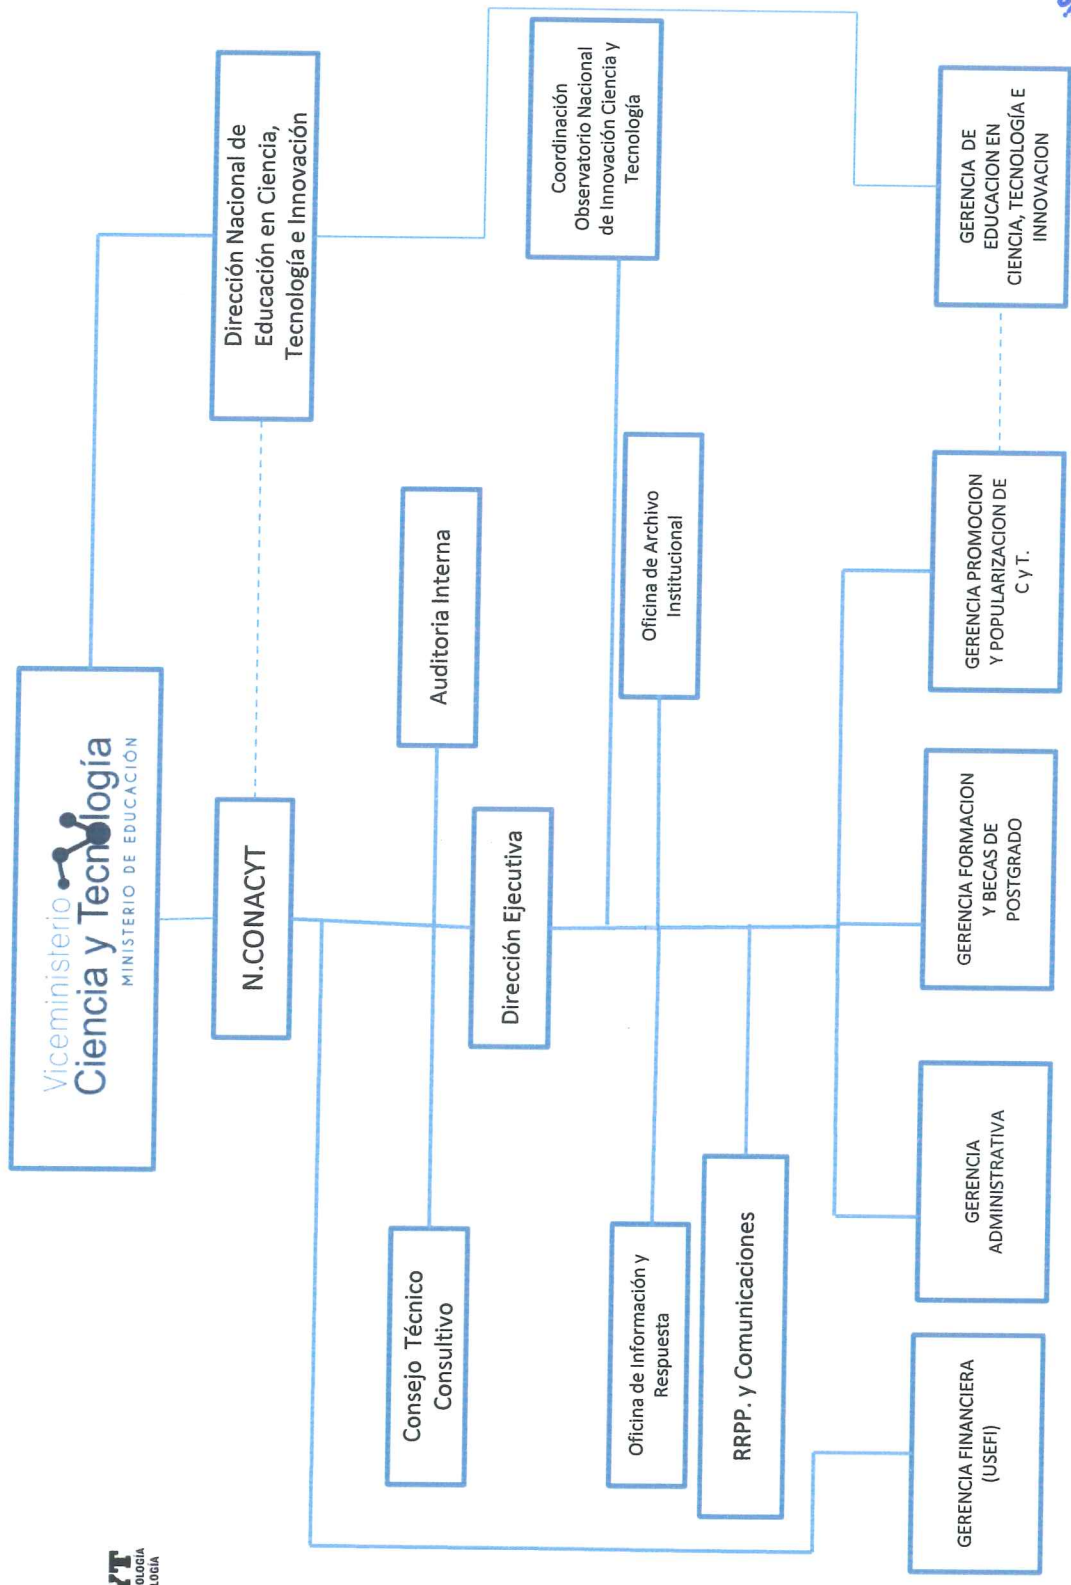 YT
OLOGÍA
LOGÍA
Viceministerio
Ciencia y Tecnología
MINISTERIO DE EDUCACIÓN
N.CONACYT
Dirección Nacional de
Educación en Ciencia,
Tecnología e Innovación
Consejo Técnico
Consultivo
Auditoria Interna
Dirección Ejecutiva
Coordinación
Observatorio Nacional
de Innovación Ciencia y
Tecnología
Oficina de Información y
Respuesta
Oficina de Archivo
Institucional
RRPP. y Comunicaciones
GERENCIA FINANCIERA
(USEFI)
GERENCIA
ADMINISTRATIVA
GERENCIA FORMACION
Y BECAS DE
POSTGRADO
GERENCIA PROMOCION
Y POPULARIZACION DE
C y T.
GERENCIA DE
EDUCACION EN
CIENCIA, TECNOLOGÍA E
INNOVACION